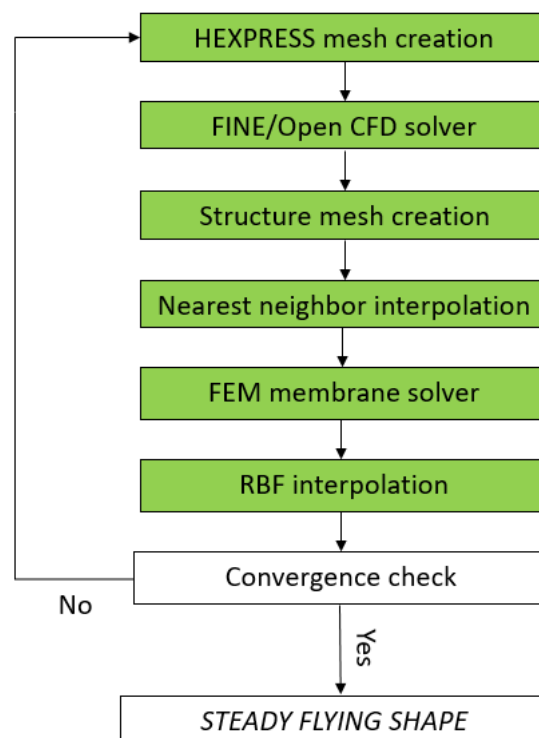 HEXPRESS mesh creation
FINE/Open CFD solver
Structure mesh creation
Nearest neighbor interpolation
FEM membrane solver
RBF interpolation
Convergence check
No
Yes
STEADY FLYING SHAPE